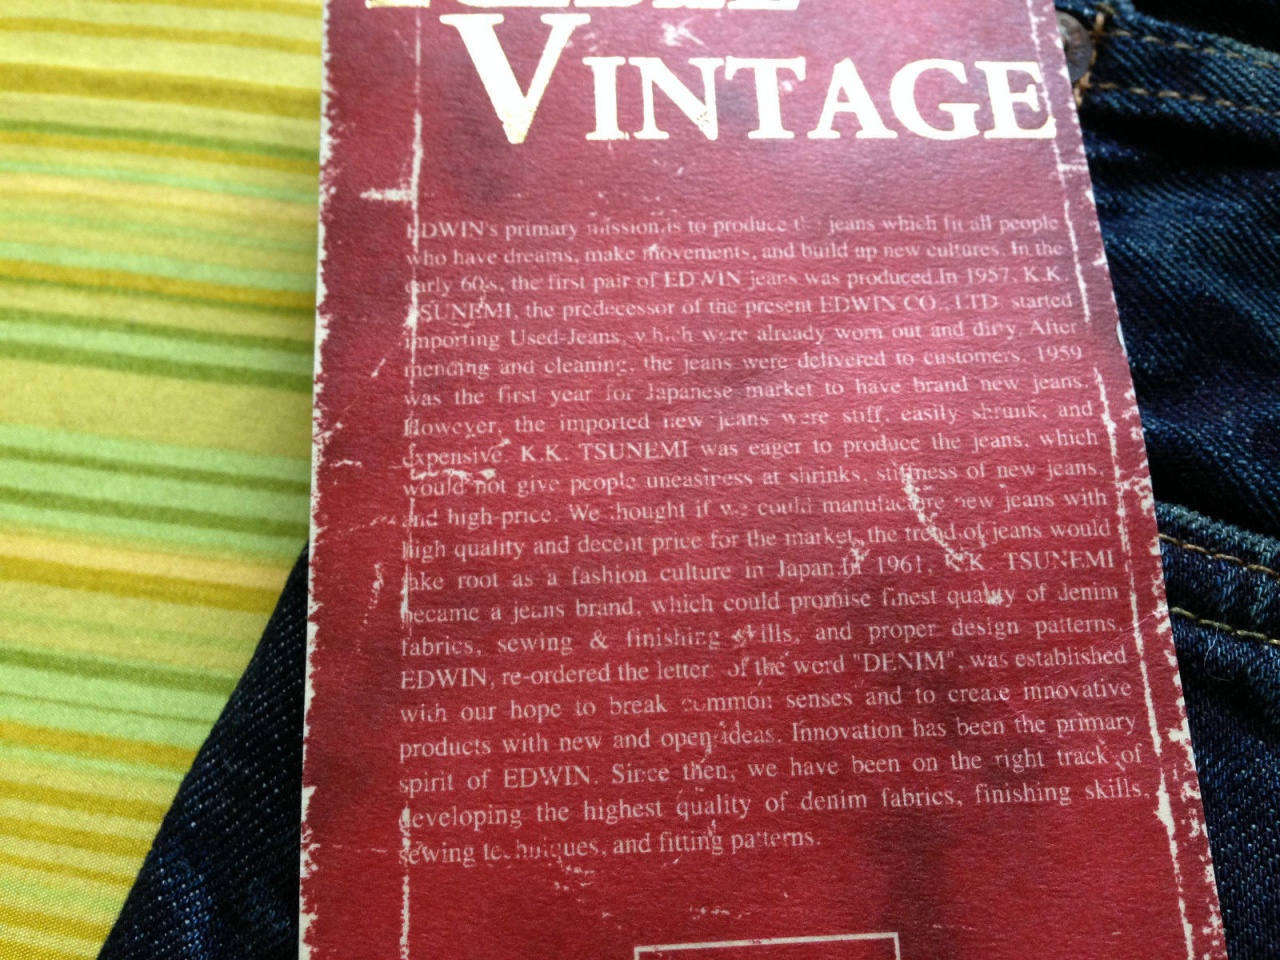 VINTAGE
EDWIN's primary mission is to produce the jeans which fit all people
who have dreams, make movements, and build up new cultures. In the
early 60's, the first pair of EDWIN jeans was produced.In 1957, K.K.
TSUNEMI, the predecessor of the present EDWIN CO., LTD. started
importing Used-Jeans, which were already worn out and dirty. After
mending and cleaning, the jeans were delivered to customers. 1959
was the first year for Japanese market to have brand new jeans.
However, the imported new jeans were stiff, easily shrunk, and
expensive. K.K. TSUNEMI was eager to produce the jeans, which
would not give people uneasiness at shrinks, stiffness of new jeans,
and high-price. We thought if we could manufacture new jeans with
high quality and decent price for the market, the trend of jeans would
take root as a fashion culture in Japan.In 1961, K.K. TSUNEMI
became a jeans brand, which could promise finest quality of denim
fabrics, sewing & finishing skills, and proper design patterns.
EDWIN, re-ordered the letter of the word "DENIM", was established
with our hope to break common senses and to create innovative
products with new and open ideas. Innovation has been the primary
spirit of EDWIN. Since then, we have been on the right track of
developing the highest quality of denim fabrics, finishing skills,
sewing techniques, and fitting patterns.